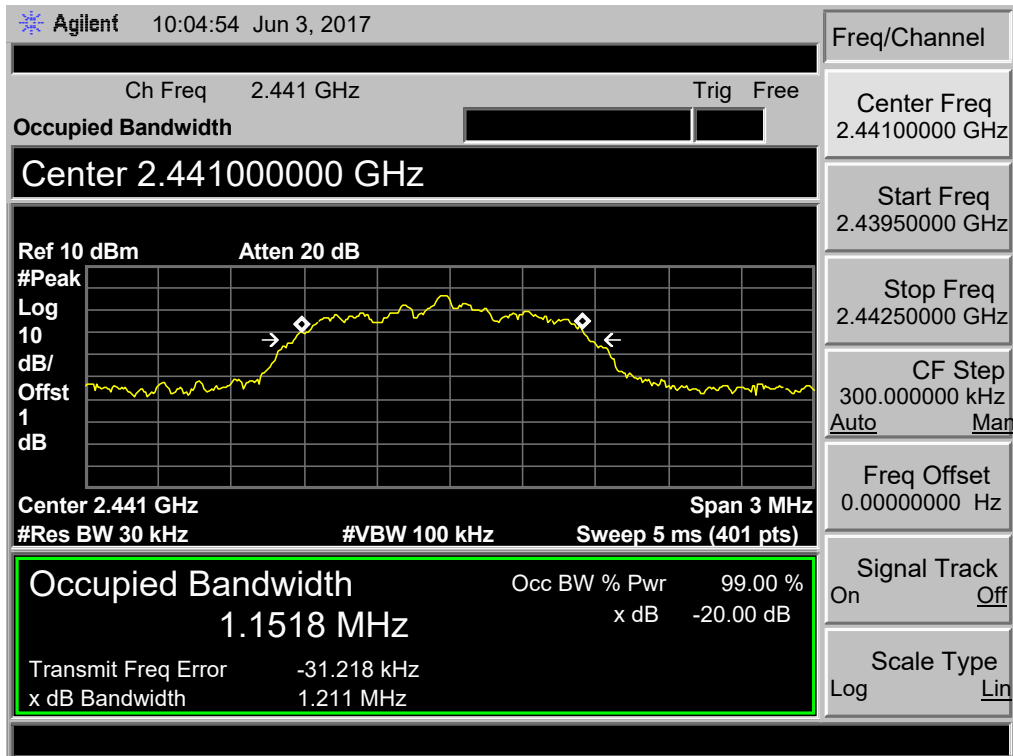 Agilent 10:04:54 Jun 3, 2017
Freq/Channel
Ch Freq 2.441 GHz Trig Free
Occupied Bandwidth
Center 2.441000000 GHz
Ref 10 dBm Atten 20 dB
#Peak
Log
10
dB/
Offst
1
dB
Center 2.441 GHz Span 3 MHz
#Res BW 30 kHz #VBW 100 kHz Sweep 5 ms (401 pts)
Occupied Bandwidth Occ BW % Pwr 99.00 %
1.1518 MHz x dB -20.00 dB
Transmit Freq Error -31.218 kHz
x dB Bandwidth 1.211 MHz
Center Freq
2.44100000 GHz
Start Freq
2.43950000 GHz
Stop Freq
2.44250000 GHz
CF Step
300.000000 kHz
Auto Man
Freq Offset
0.00000000 Hz
Signal Track
On Off
Scale Type
Log Lin